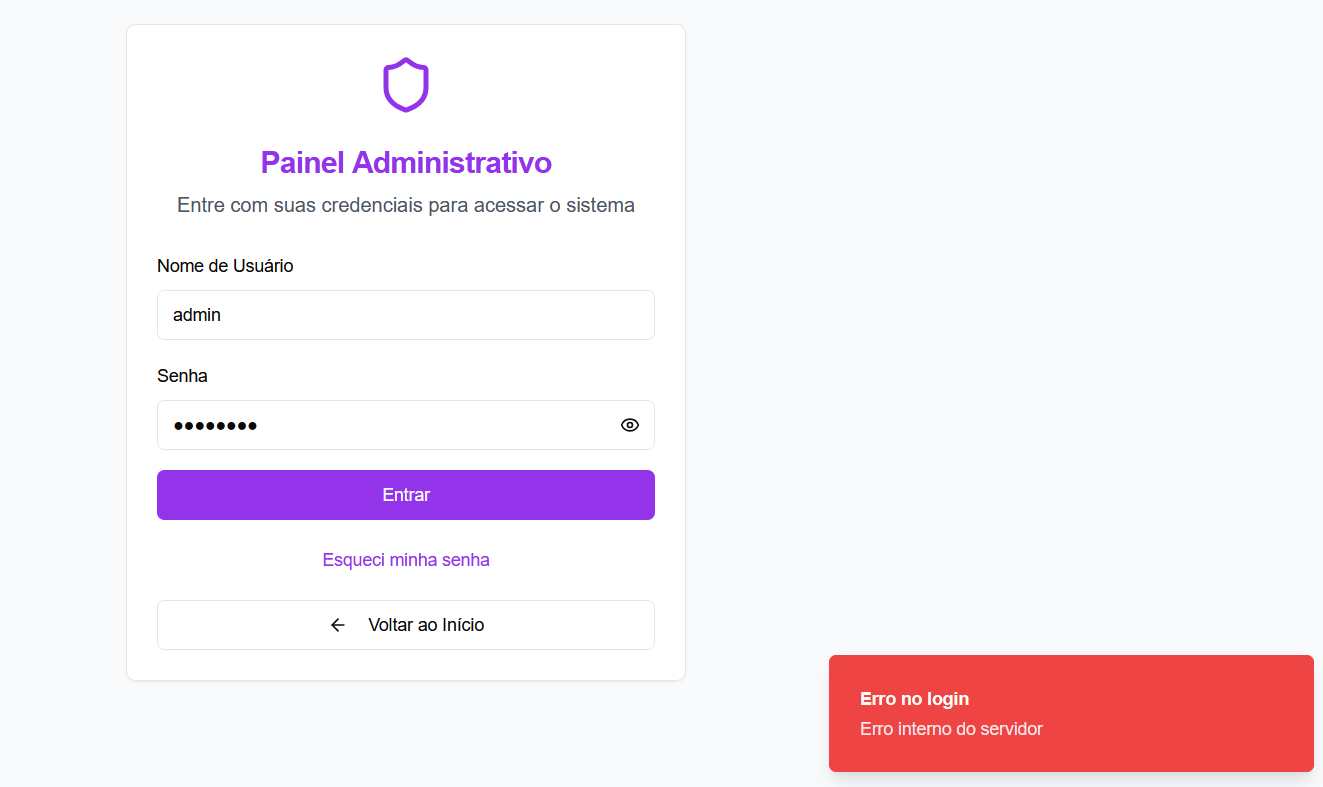 Painel Administrativo
Entre com suas credenciais para acessar o sistema
Nome de Usuário
admin
Senha
••••••••
Entrar
Esqueci minha senha
Voltar ao Início
Erro no login
Erro interno do servidor